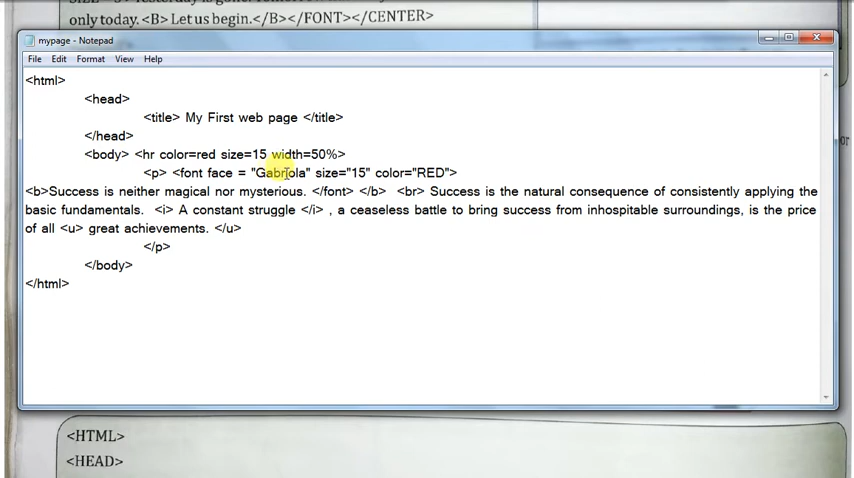 only today.<B> Let us begin.</B></FONT></CENTER>
mypage - Notepad
File Edit Format View Help
<html>
<head>
<title> My First web page </title>
</head>
<body> <hr color=red size=15 width=50%>
<p> <font face = "Gabriola" size="15" color="RED">
<b>Success is neither magical nor mysterious. </font> </b> <br> Success is the natural consequence of consistently applying the
basic fundamentals. <i> A constant struggle </i> , a ceaseless battle to bring success from inhospitable surroundings, is the price
of all <u> great achievements. </u>
</p>
</body>
</html>
<HTML>
<HEAD>